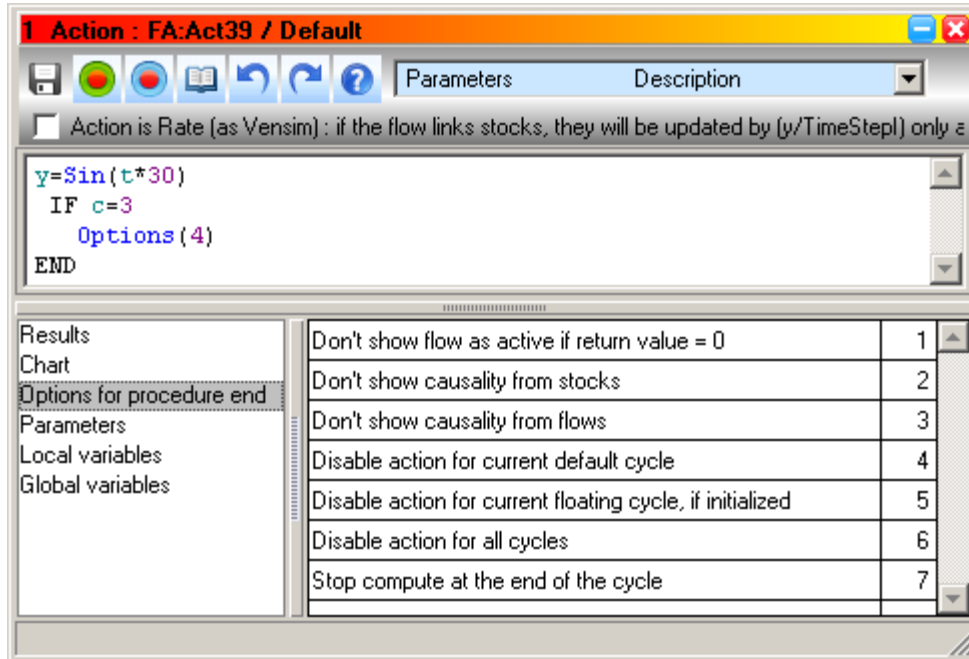 1 Action : FA:Act39 / Default
Parameters Description
Action is Rate (as Vensim) : if the flow links stocks, they will be updated by (y/TimeStepI) only a
y=Sin(t*30)
IF c=3
Options(4)
END
Results
Chart
Options for procedure end
Parameters
Local variables
Global variables
Don't show flow as active if return value = 0 1
Don't show causality from stocks 2
Don't show causality from flows 3
Disable action for current default cycle 4
Disable action for current floating cycle, if initialized 5
Disable action for all cycles 6
Stop compute at the end of the cycle 7